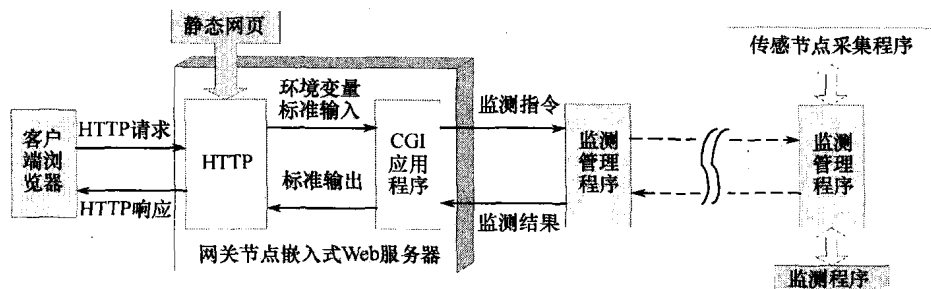 静态网页
传感节点采集程序
客户端浏览器
HTTP请求
HTTP响应
HTTP
环境变量
标准输入
标准输出
CGI
应用
程序
监测指令
监测结果
监测
管理
程序
监测
管理
程序
网关节点嵌入式Web服务器
监测程序